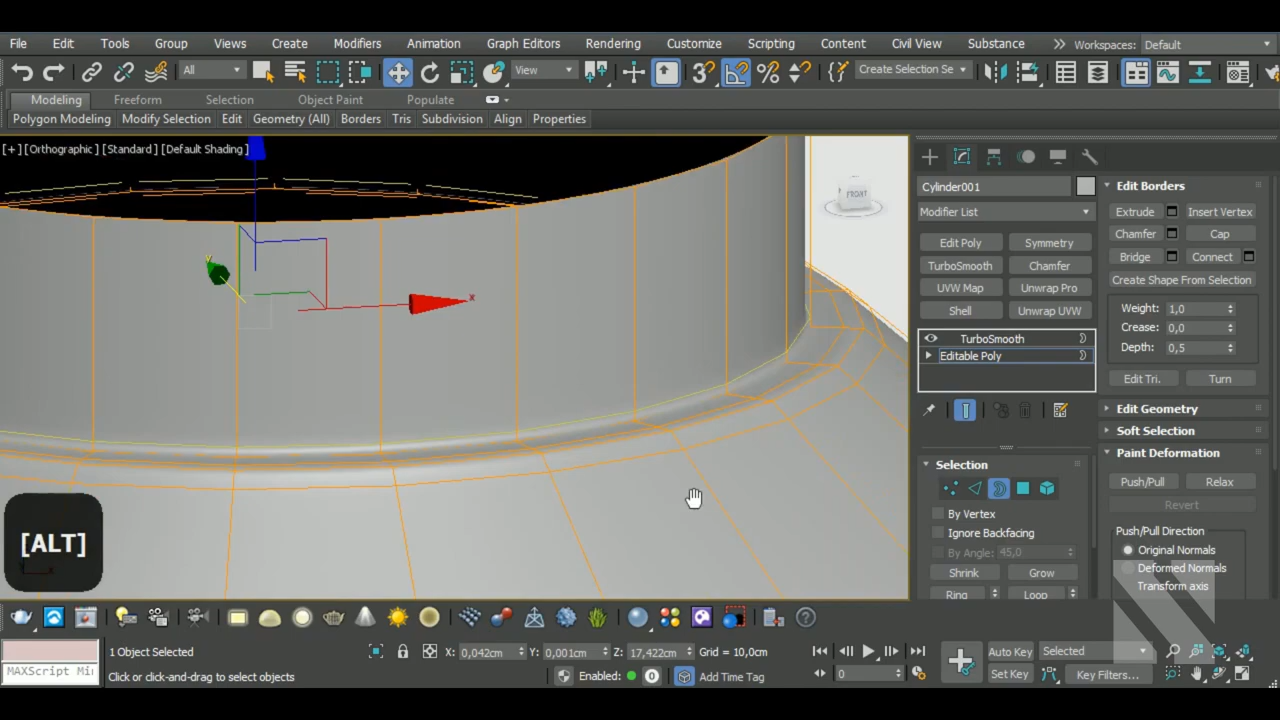 File Edit Tools Group Views Create Modifiers Animation Graph Editors Rendering Customize Scripting Content Civil View Substance Workspaces: Default
All View Create Selection Se
Modeling Freeform Selection Object Paint Populate
Polygon Modeling Modify Selection Edit Geometry (All) Borders Tris Subdivision Align Properties
[+] [Orthographic] [Standard] [Default Shading]
FRONT
y
x
[ALT]
Cylinder001
Modifier List
Edit Poly Symmetry
TurboSmooth Chamfer
UVW Map Unwrap Pro
Shell Unwrap UVW
TurboSmooth
Editable Poly
Selection
By Vertex
Ignore Backfacing
By Angle: 45,0
Shrink Grow
Ring Loop
Edit Borders
Extrude Insert Vertex
Chamfer Cap
Bridge Connect
Create Shape From Selection
Weight: 1,0
Crease: 0,0
Depth: 0,5
Edit Tri. Turn
Edit Geometry
Soft Selection
Paint Deformation
Push/Pull Relax
Revert
Push/Pull Direction
Original Normals
Deformed Normals
Transform axis
MAXScript Mi
1 Object Selected
Click or click-and-drag to select objects
X: 0,042cm Y: 0,001cm Z: 17,422cm Grid = 10,0cm
Enabled: 0 Add Time Tag
0
Auto Key Selected
Set Key Key Filters...